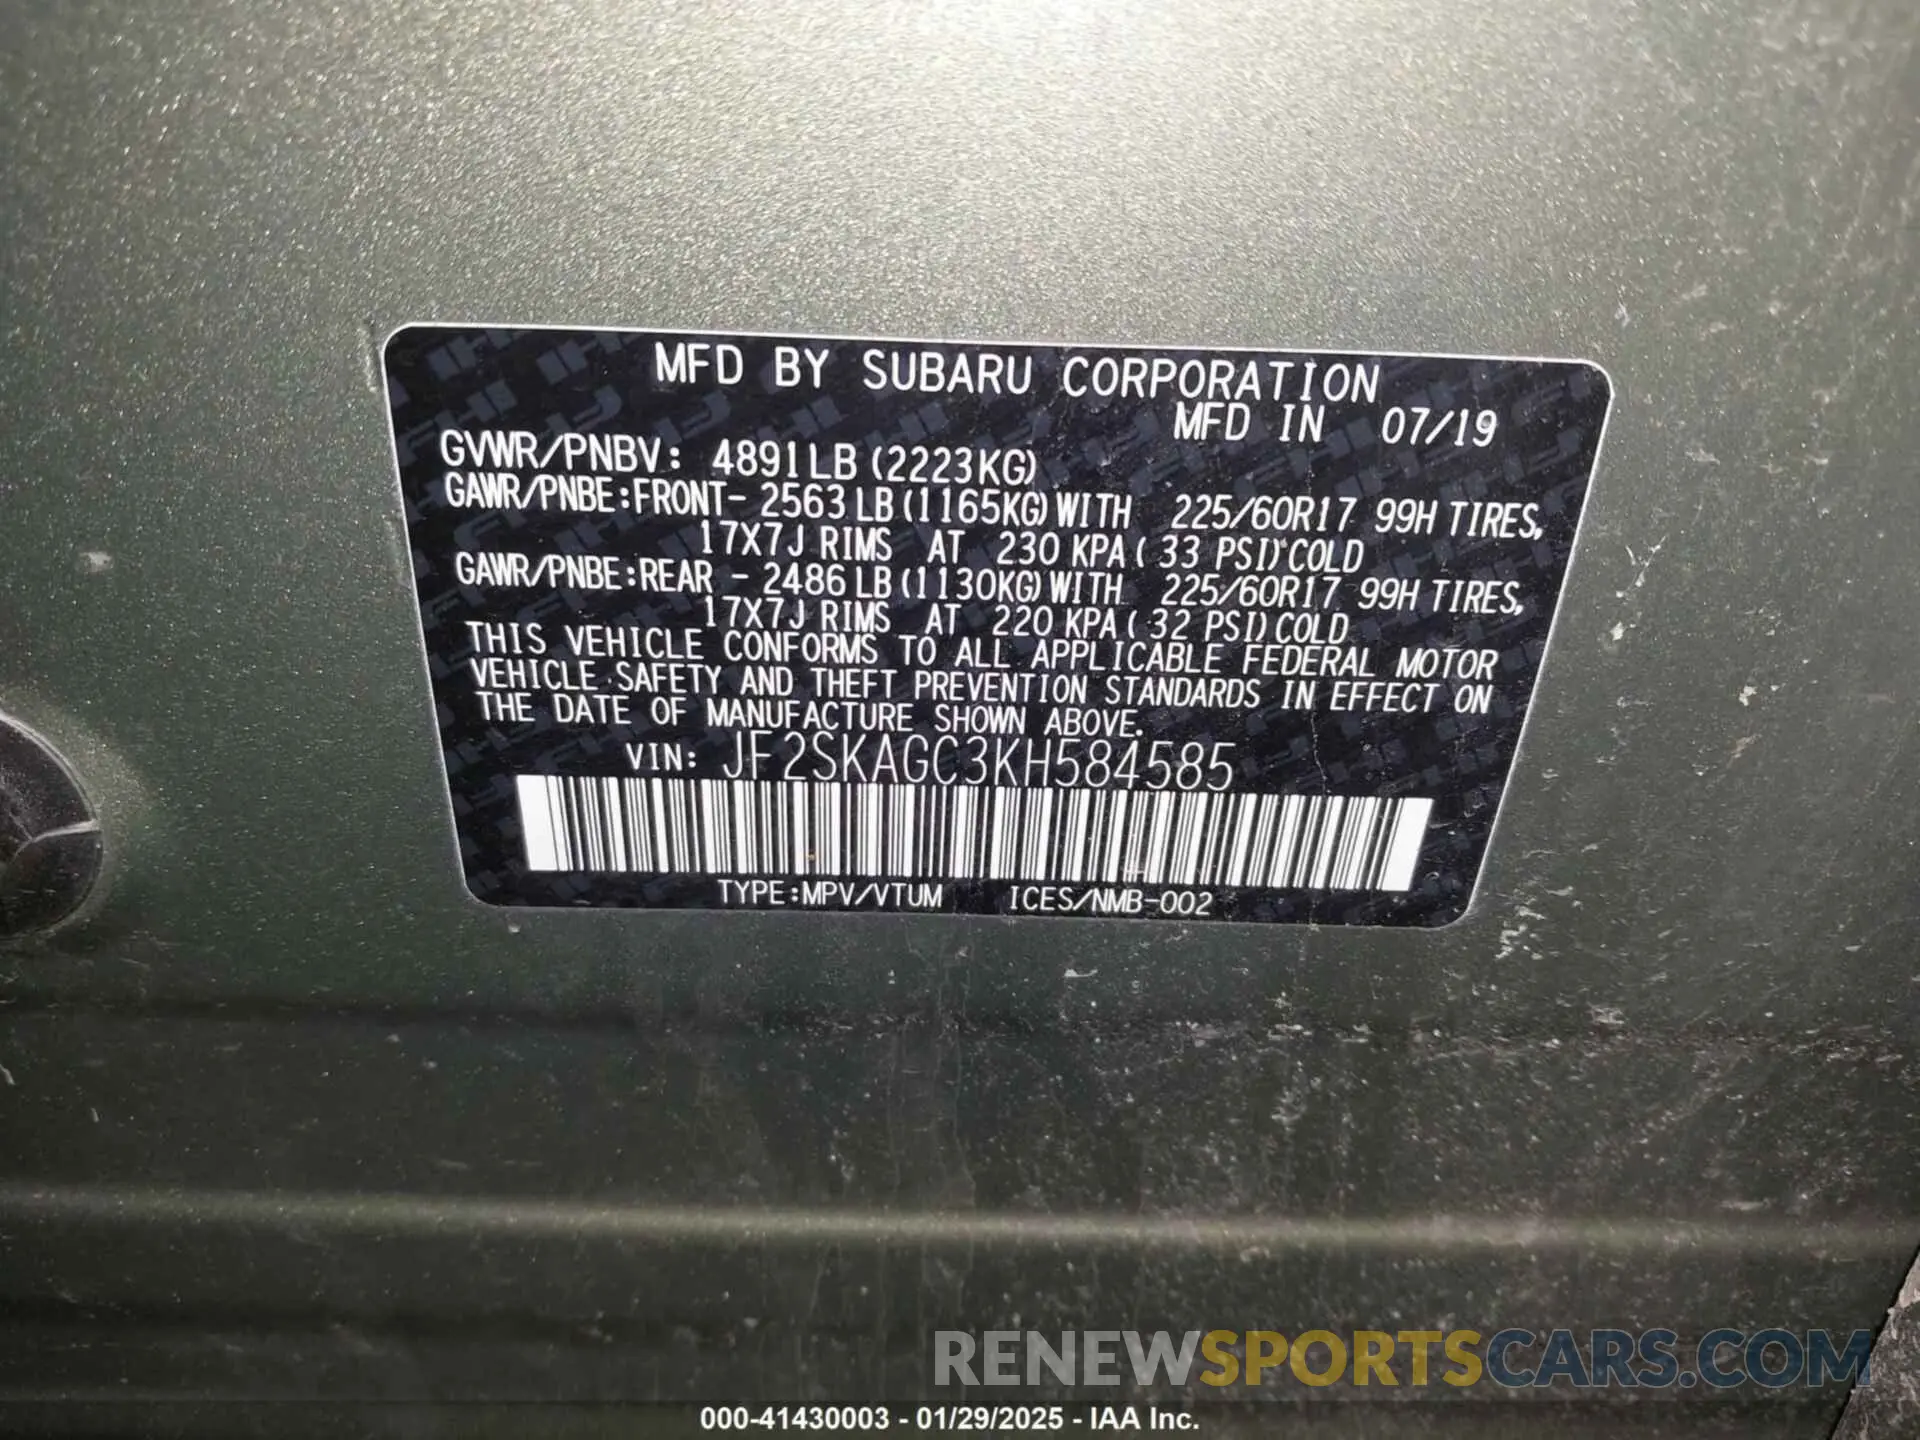 MFD BY SUBARU CORPORATION
MFD IN 07/19
GVWR/PNBV: 4891LB (2223KG)
GAWR/PNBE:FRONT- 2563LB (1165KG) WITH 225/60R17 99H TIRES,
17X7J RIMS AT 230 KPA ( 33 PSI) COLD
GAWR/PNBE:REAR - 2486LB (1130KG) WITH 225/60R17 99H TIRES,
17X7J RIMS AT 220 KPA ( 32 PSI) COLD
THIS VEHICLE CONFORMS TO ALL APPLICABLE FEDERAL MOTOR
VEHICLE SAFETY AND THEFT PREVENTION STANDARDS IN EFFECT ON
THE DATE OF MANUFACTURE SHOWN ABOVE.
VIN: JF2SKAGC3KH584585
TYPE:MPV/VTUM ICES/NMB-002
RENEWSPORTSCARS.COM
000-41430003 - 01/29/2025 - IAA Inc.